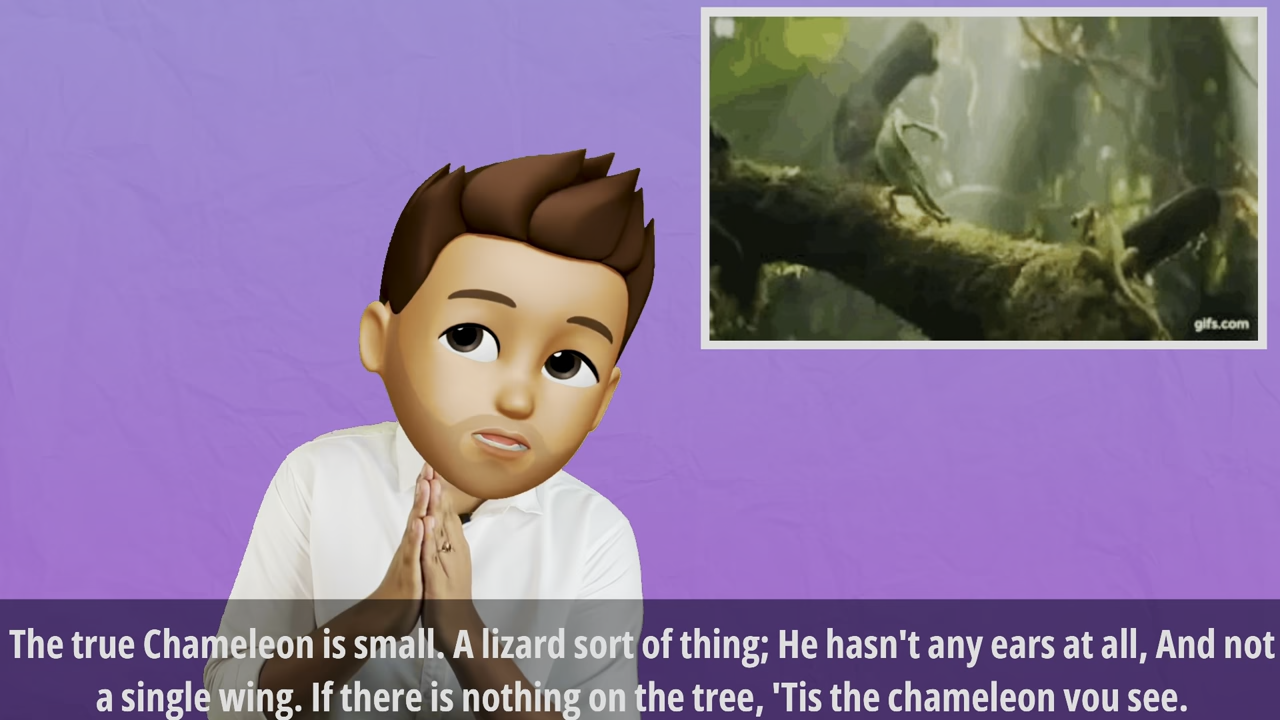 gifs.com
The true Chameleon is small. A lizard sort of thing; He hasn't any ears at all, And not
a single wing. If there is nothing on the tree, 'Tis the chameleon you see.